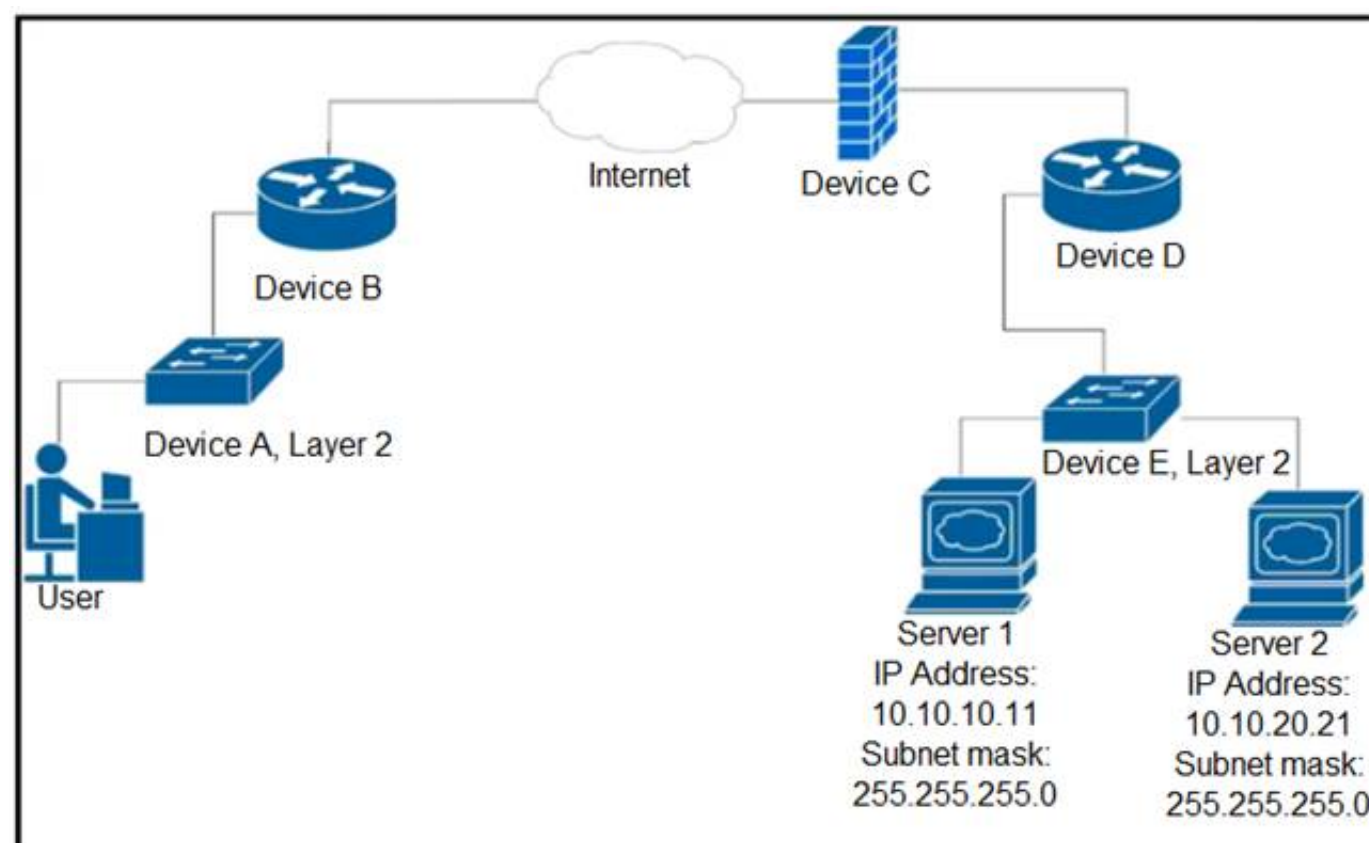 Internet
Device C
Device B
Device D
Device A, Layer 2
Device E, Layer 2
User
Server 1
IP Address:
10.10.10.11
Subnet mask:
255.255.255.0
Server 2
IP Address:
10.10.20.21
Subnet mask:
255.255.255.0